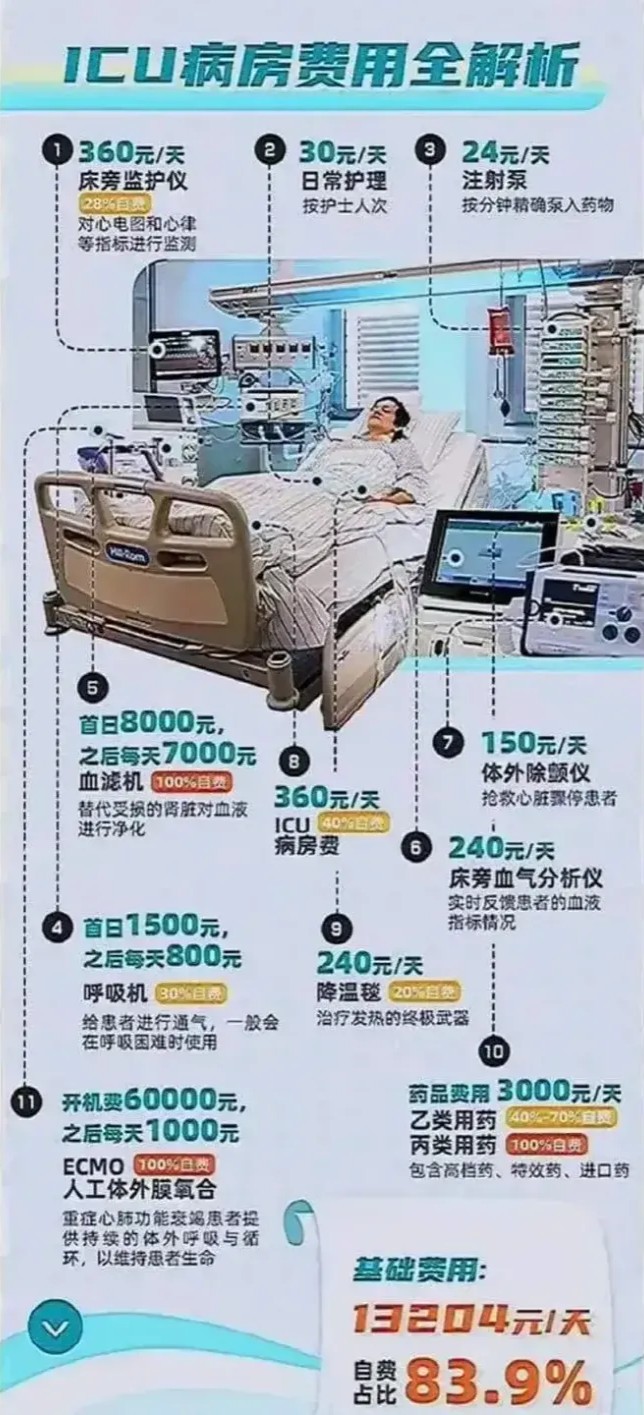 ICU病房费用全解析
1
360元/天
床旁监护仪
28%自费
对心电图和心律
等指标进行监测
2
30元/天
日常护理
按护士人次
3
24元/天
注射泵
按分钟精确泵入药物
Hill-Rom
5
首日8000元，
之后每天7000元
血滤机 100%自费
替代受损的肾脏对血液
进行净化
8
360元/天
ICU 40%自费
病房费
7
150元/天
体外除颤仪
抢救心脏骤停患者
6
240元/天
床旁血气分析仪
实时反馈患者的血液
指标情况
4
首日1500元，
之后每天800元
呼吸机 30%自费
给患者进行通气，一般会
在呼吸困难时使用
9
240元/天
降温毯 20%自费
治疗发热的终极武器
10
药品费用 3000元/天
乙类用药 40%-70%自费
丙类用药 100%自费
包含高档药、特效药、进口药
11
开机费60000元，
之后每天1000元
ECMO 100%自费
人工体外膜氧合
重症心肺功能衰竭患者提
供持续的体外呼吸与循
环，以维持患者生命
基础费用：
13204元/天
自费
占比 83.9%